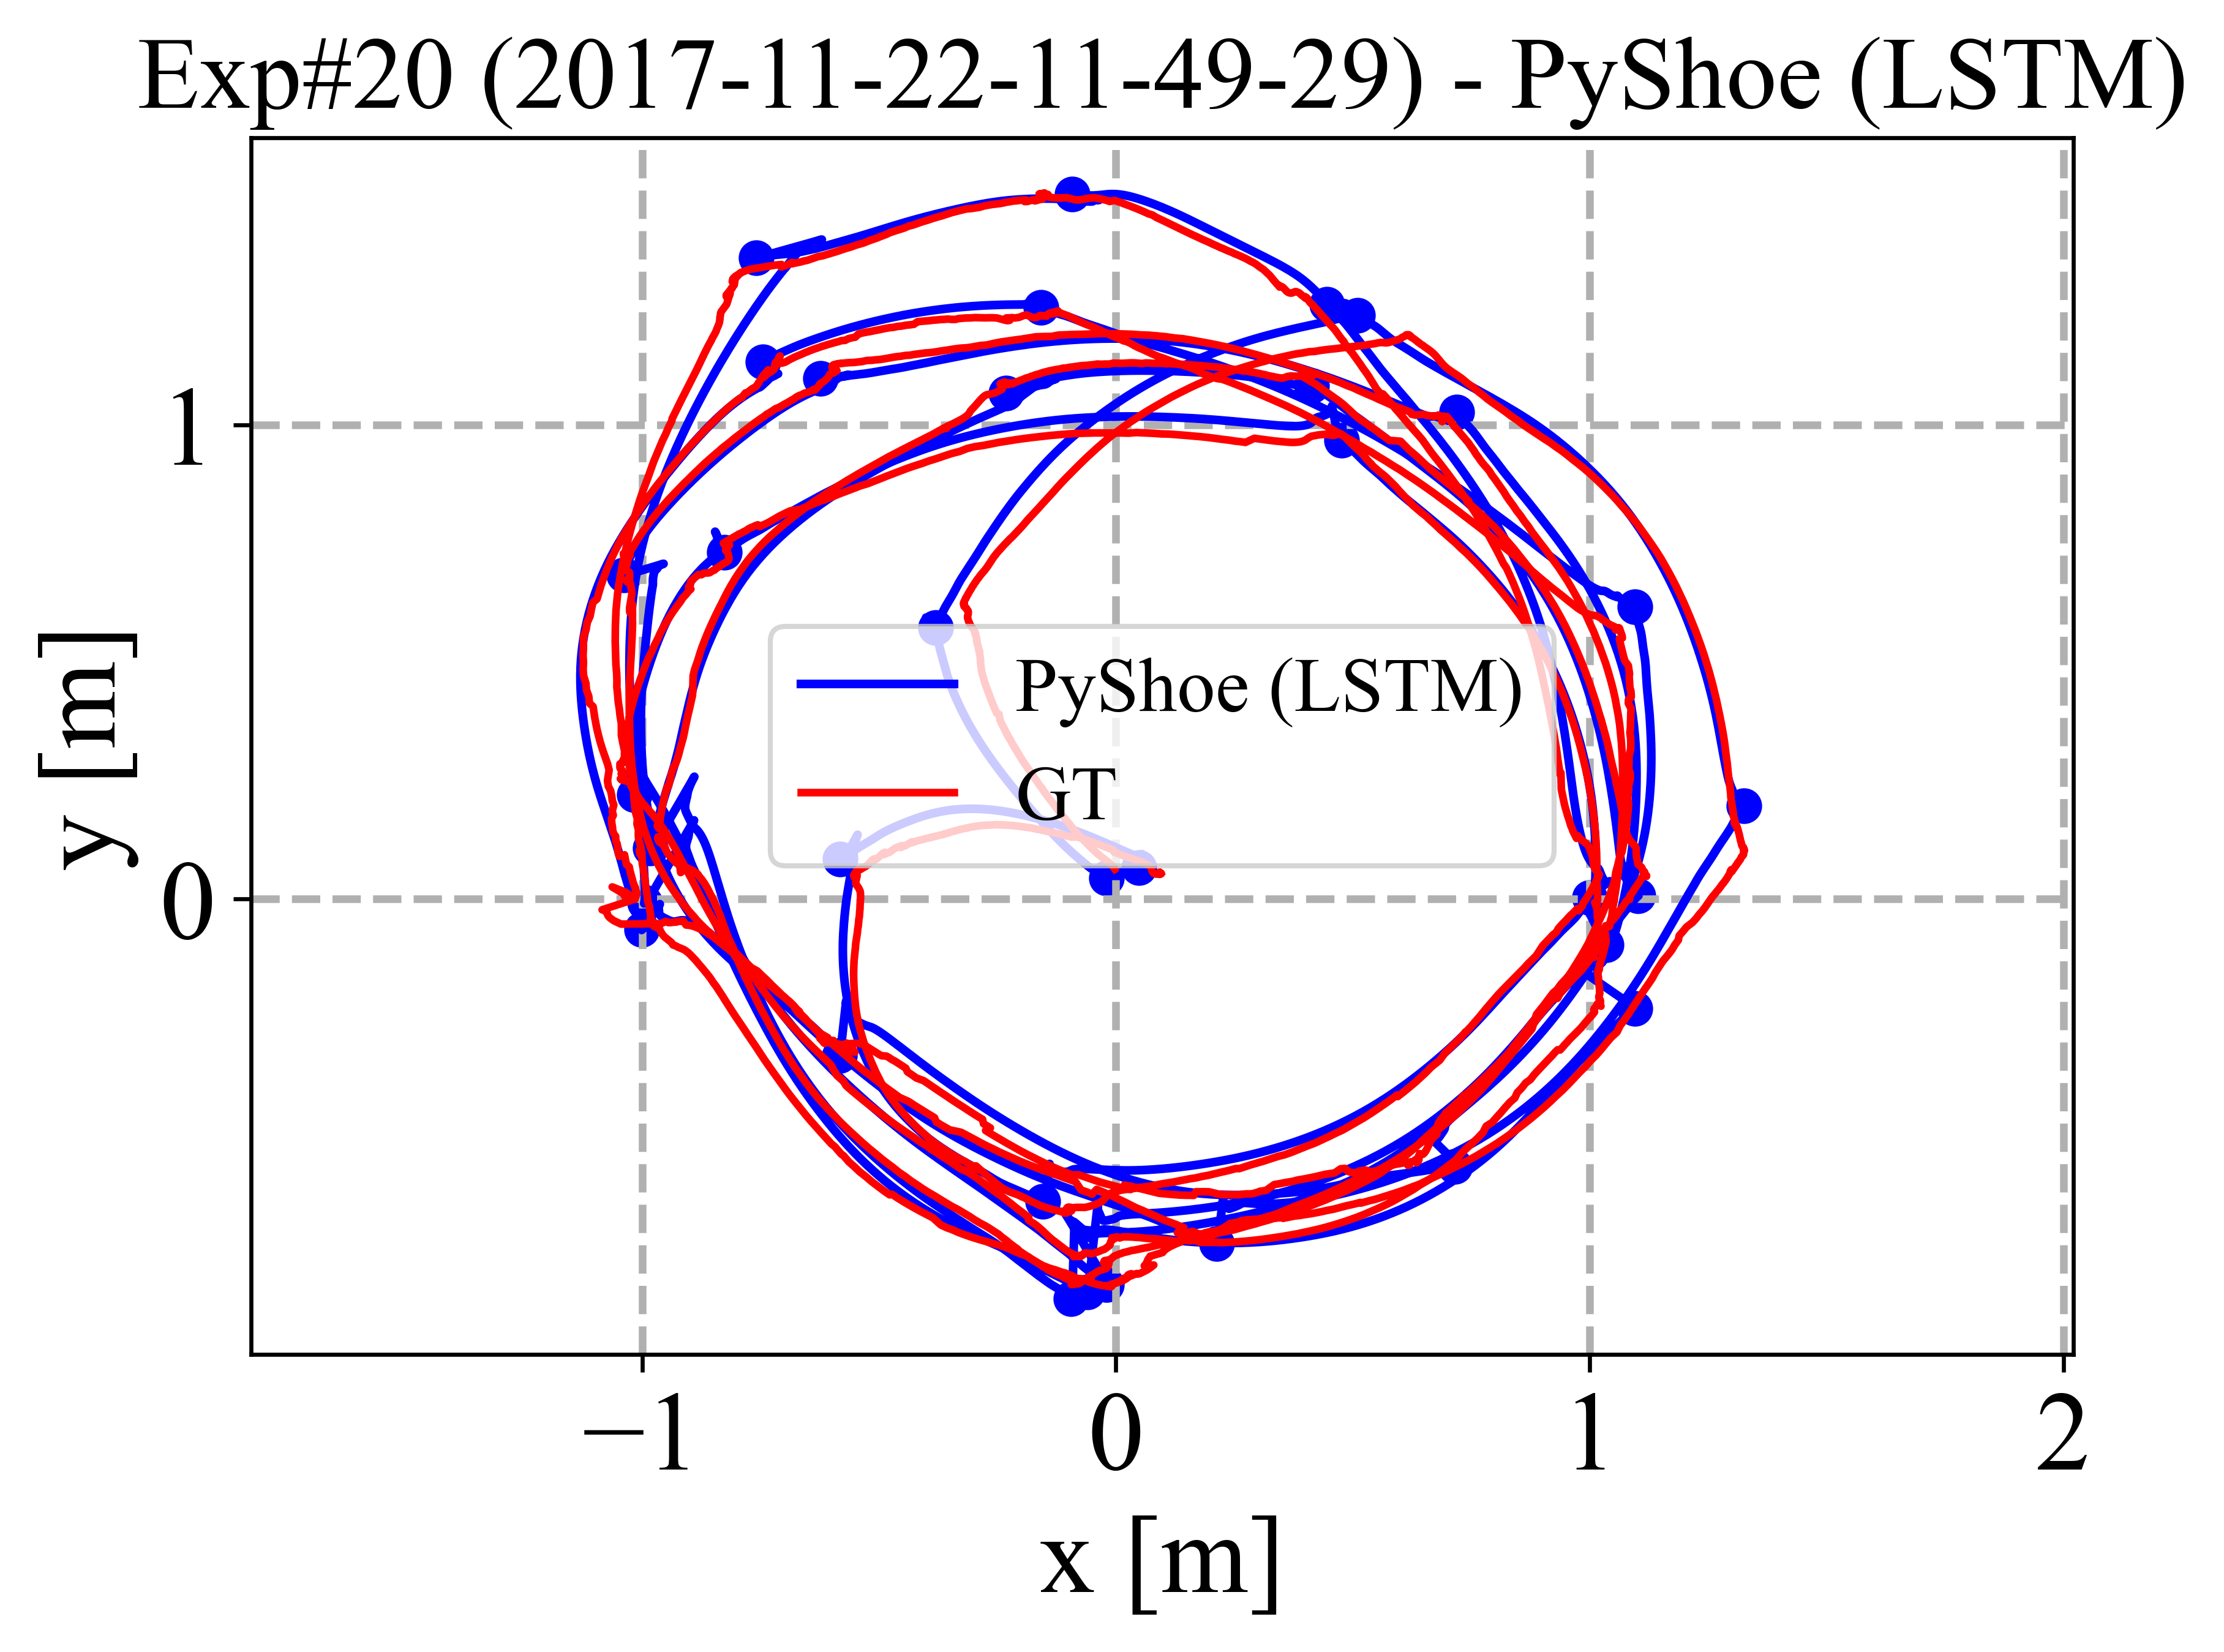 Exp#20 (2017-11-22-11-49-29)) - PyShoe (LSTM)
y [m]
1
0
PyShoe (LSTM)
GT
−1 0 1 2
x [m]